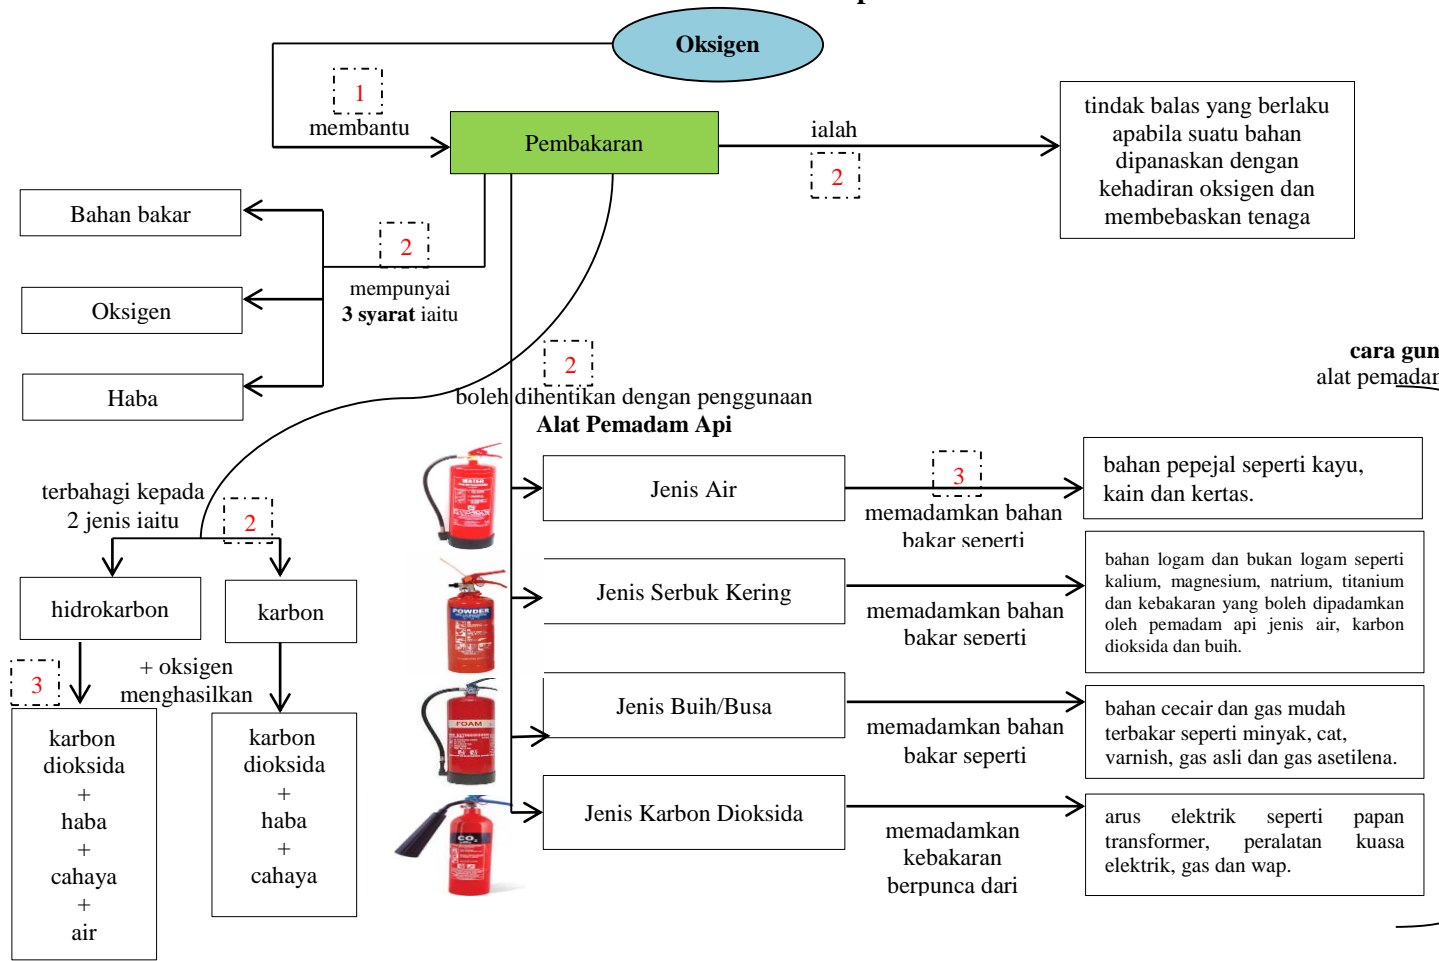 Oksigen
1
membantu
Pembakaran
ialah
2
tindak balas yang berlaku
apabila suatu bahan
dipanaskan dengan
kehadiran oksigen dan
membebaskan tenaga
Bahan bakar
Oksigen
Haba
2
mempunyai
3 syarat iaitu
2
boleh dihentikan dengan penggunaan
Alat Pemadam Api
cara gun
alat pemadam
terbahagi kepada
2 jenis iaitu
2
hidrokarbon
karbon
3
+ oksigen
menghasilkan
karbon
dioksida
+
haba
+
cahaya
+
air
karbon
dioksida
+
haba
+
cahaya
WATER
Jenis Air
3
memadamkan bahan
bakar seperti
bahan pepejal seperti kayu,
kain dan kertas.
POWDER
Jenis Serbuk Kering
memadamkan bahan
bakar seperti
bahan logam dan bukan logam seperti
kalium, magnesium, natrium, titanium
dan kebakaran yang boleh dipadamkan
oleh pemadam api jenis air, karbon
dioksida dan buih.
FOAM
Jenis Buih/Busa
memadamkan bahan
bakar seperti
bahan cecair dan gas mudah
terbakar seperti minyak, cat,
varnish, gas asli dan gas asetilena.
CO2
Jenis Karbon Dioksida
memadamkan
kebakaran
berpunca dari
arus elektrik seperti papan
transformer, peralatan kuasa
elektrik, gas dan wap.